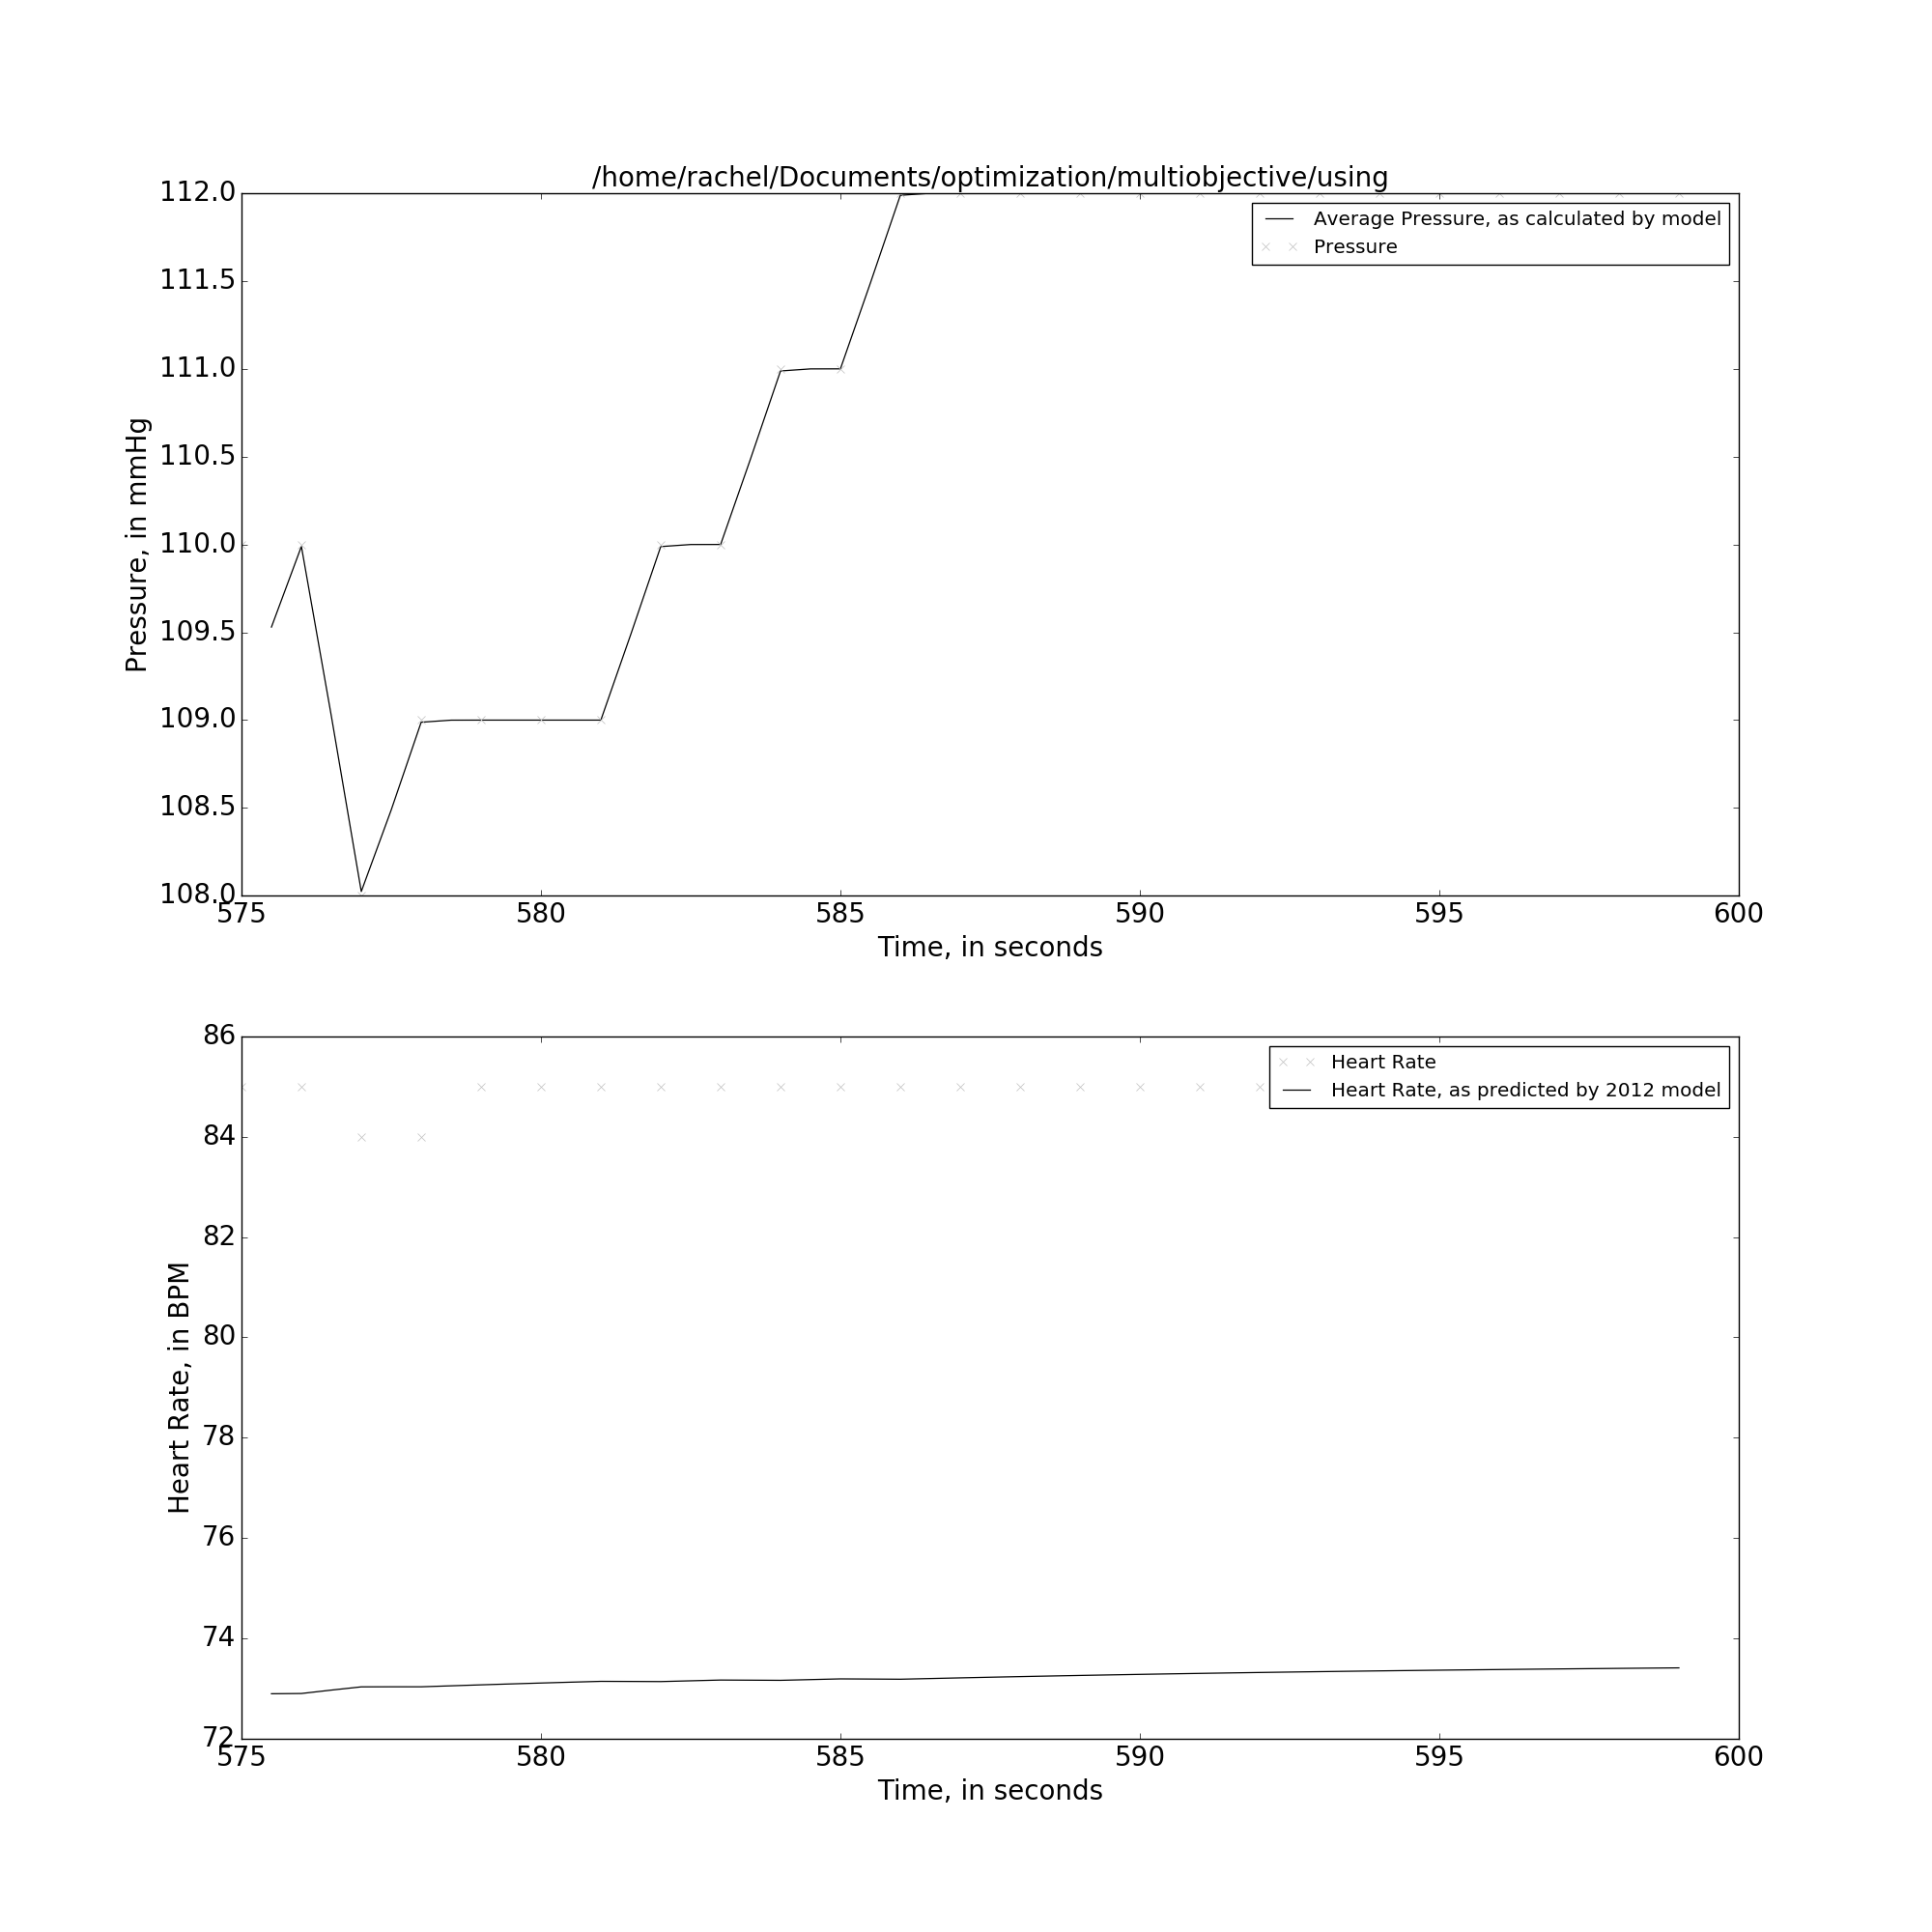 /home/rachel/Documents/optimization/multiobjective/using
112.0
111.5
111.0
110.5
110.0
109.5
109.0
108.5
108.0
Pressure, in mmHg
Average Pressure, as calculated by model
Pressure
575 580 585 590 595 600
Time, in seconds
86
84
82
80
78
76
74
72
Heart Rate, in BPM
Heart Rate
Heart Rate, as predicted by 2012 model
575 580 585 590 595 600
Time, in seconds